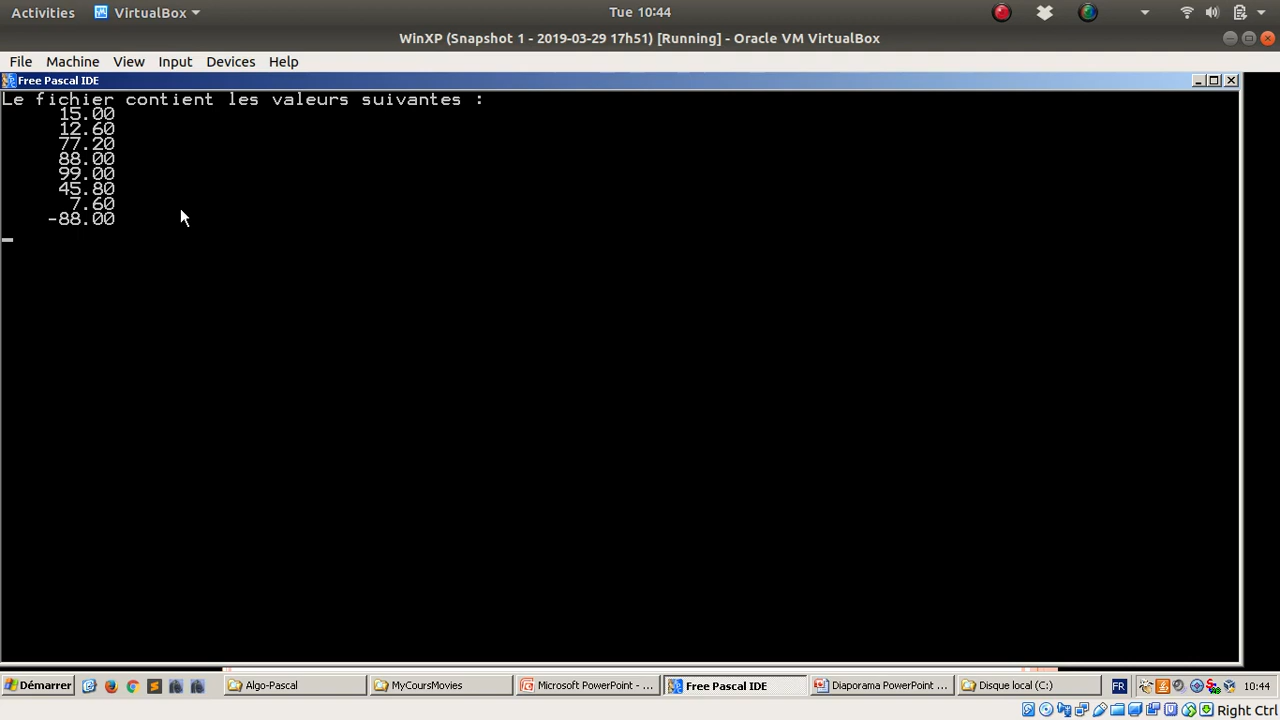 Activities VirtualBox Tue 10:44
WinXP (Snapshot 1 - 2019-03-29 17h51) [Running] - Oracle VM VirtualBox
File Machine View Input Devices Help
Free Pascal IDE
Le fichier contient les valeurs suivantes :
15.00
12.60
77.20
88.00
99.00
45.80
7.60
-88.00
Démarrer Algo-Pascal MyCoursMovies Microsoft PowerPoint - ... Free Pascal IDE Diaporama PowerPoint ... Disque local (C:) FR 10:44
Right Ctrl